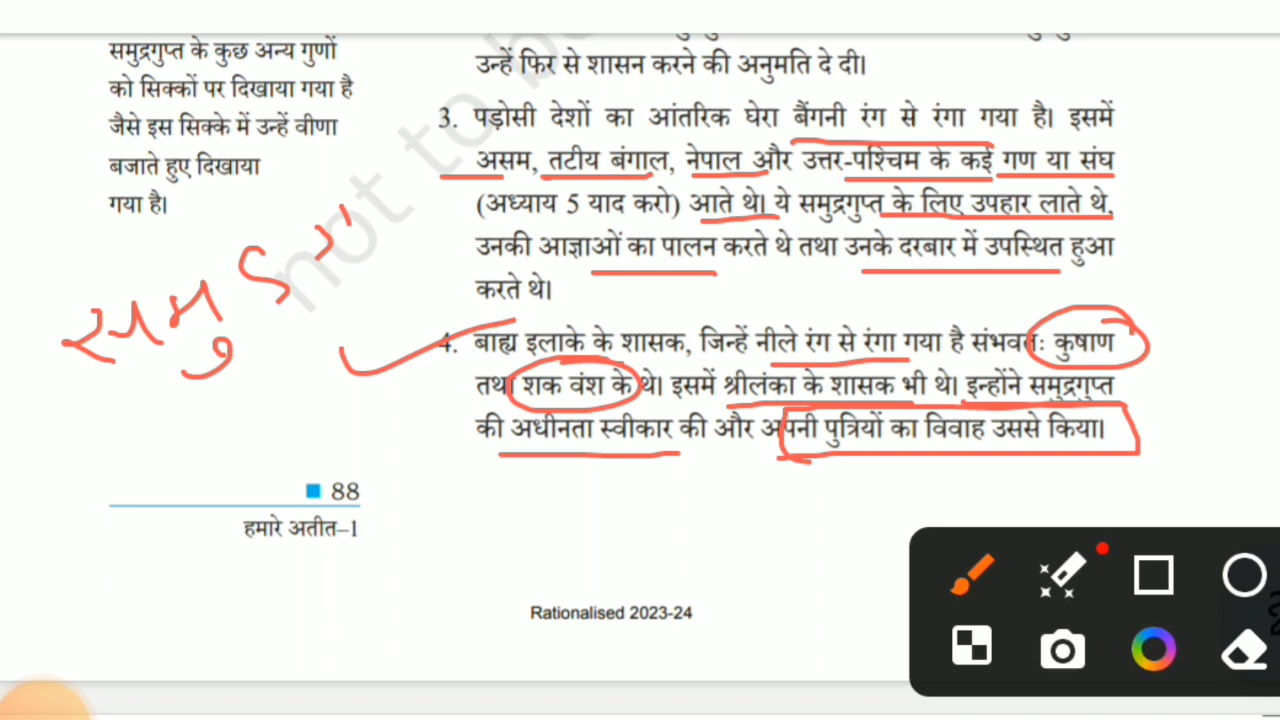 समुद्रगुप्त के कुछ अन्य गुणों
को सिक्कों पर दिखाया गया है
जैसे इस सिक्के में उन्हें वीणा
बजाते हुए दिखाया
गया है।
उन्हें फिर से शासन करने की अनुमति दे दी।
3. पड़ोसी देशों का आंतरिक घेरा बैंगनी रंग से रंगा गया है। इसमें
असम, तटीय बंगाल, नेपाल और उत्तर-पश्चिम के कई गण या संघ
(अध्याय 5 याद करो) आते थे। ये समुद्रगुप्त के लिए उपहार लाते थे,
उनकी आज्ञाओं का पालन करते थे तथा उनके दरबार में उपस्थित हुआ
करते थे।
4. बाह्य इलाके के शासक, जिन्हें नीले रंग से रंगा गया है संभवतः कुषाण
तथा शक वंश के थे। इसमें श्रीलंका के शासक भी थे। इन्होंने समुद्रगुप्त
की अधीनता स्वीकार की और अपनी पुत्रियों का विवाह उससे किया।
not to b
88
हमारे अतीत–1
Rationalised 2023-24